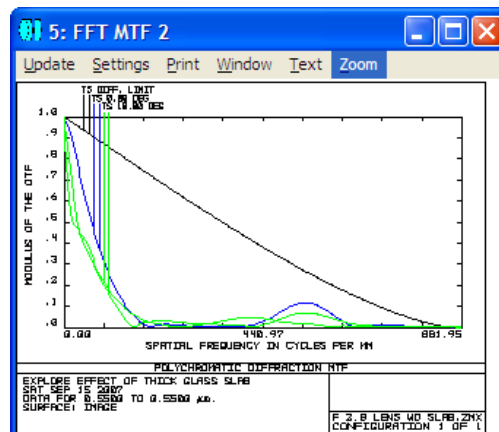 5: FFT MTF 2
Update Settings Print Window Text Zoom
TS DIFF. LIMIT
TS 0.00 DEG
TS 10.00 DEG
1.0
.9
.8
.7
.6
.5
.4
.3
.2
.1
.0
MODULUS OF THE OTF
0.00 440.97 881.95
SPATIAL FREQUENCY IN CYCLES PER MM
POLYCHROMATIC DIFFRACTION MTF
EXPLORE EFFECT OF THICK GLASS SLAB
SAT SEP 15 2007
DATA FOR 0.5500 TO 0.5500 µm.
SURFACE: IMAGE
F 2.0 LENS WO SLAB.ZMX
CONFIGURATION 1 OF 1